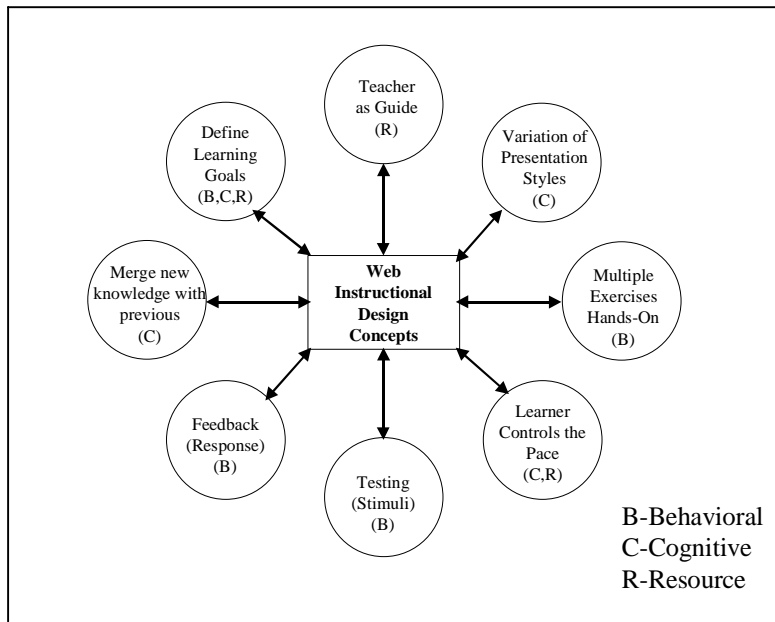 Teacher
as Guide
(R)
Variation of
Presentation
Styles
(C)
Multiple
Exercises
Hands-On
(B)
Learner
Controls the
Pace
(C,R)
Testing
(Stimuli)
(B)
Feedback
(Response)
(B)
Merge new
knowledge with
previous
(C)
Define
Learning
Goals
(B,C,R)
Web
Instructional
Design
Concepts
B-Behavioral
C-Cognitive
R-Resource